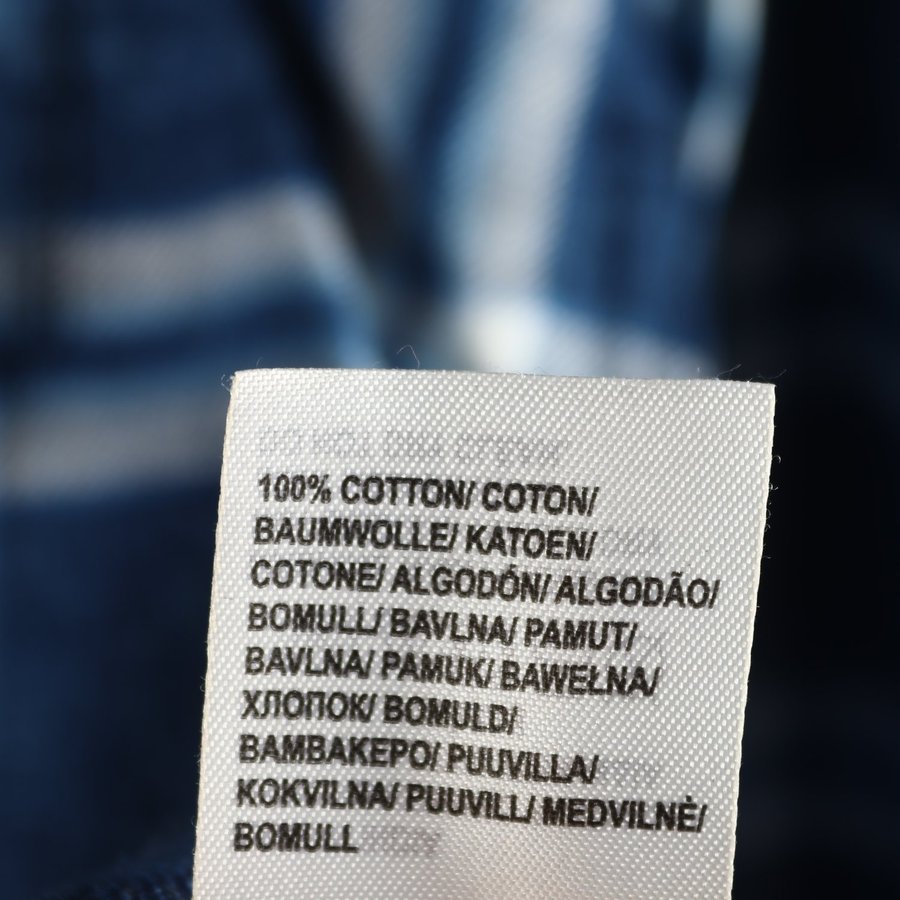 100% COTTON/ COTON/
BAUMWOLLE/ KATOEN/
COTONE/ ALGODÓN/ ALGODÃO/
BOMULL/ BAVLNA/ PAMUT/
BAVLNA/ PAMUK/ BAWEŁNA/
ХЛОПОК/ BOMULD/
ΒΑΜΒΑΚΕΡΟ/ PUUVILLA/
KOKVILNA/ PUUVILL/ MEDVILNĖ/
BOMULL